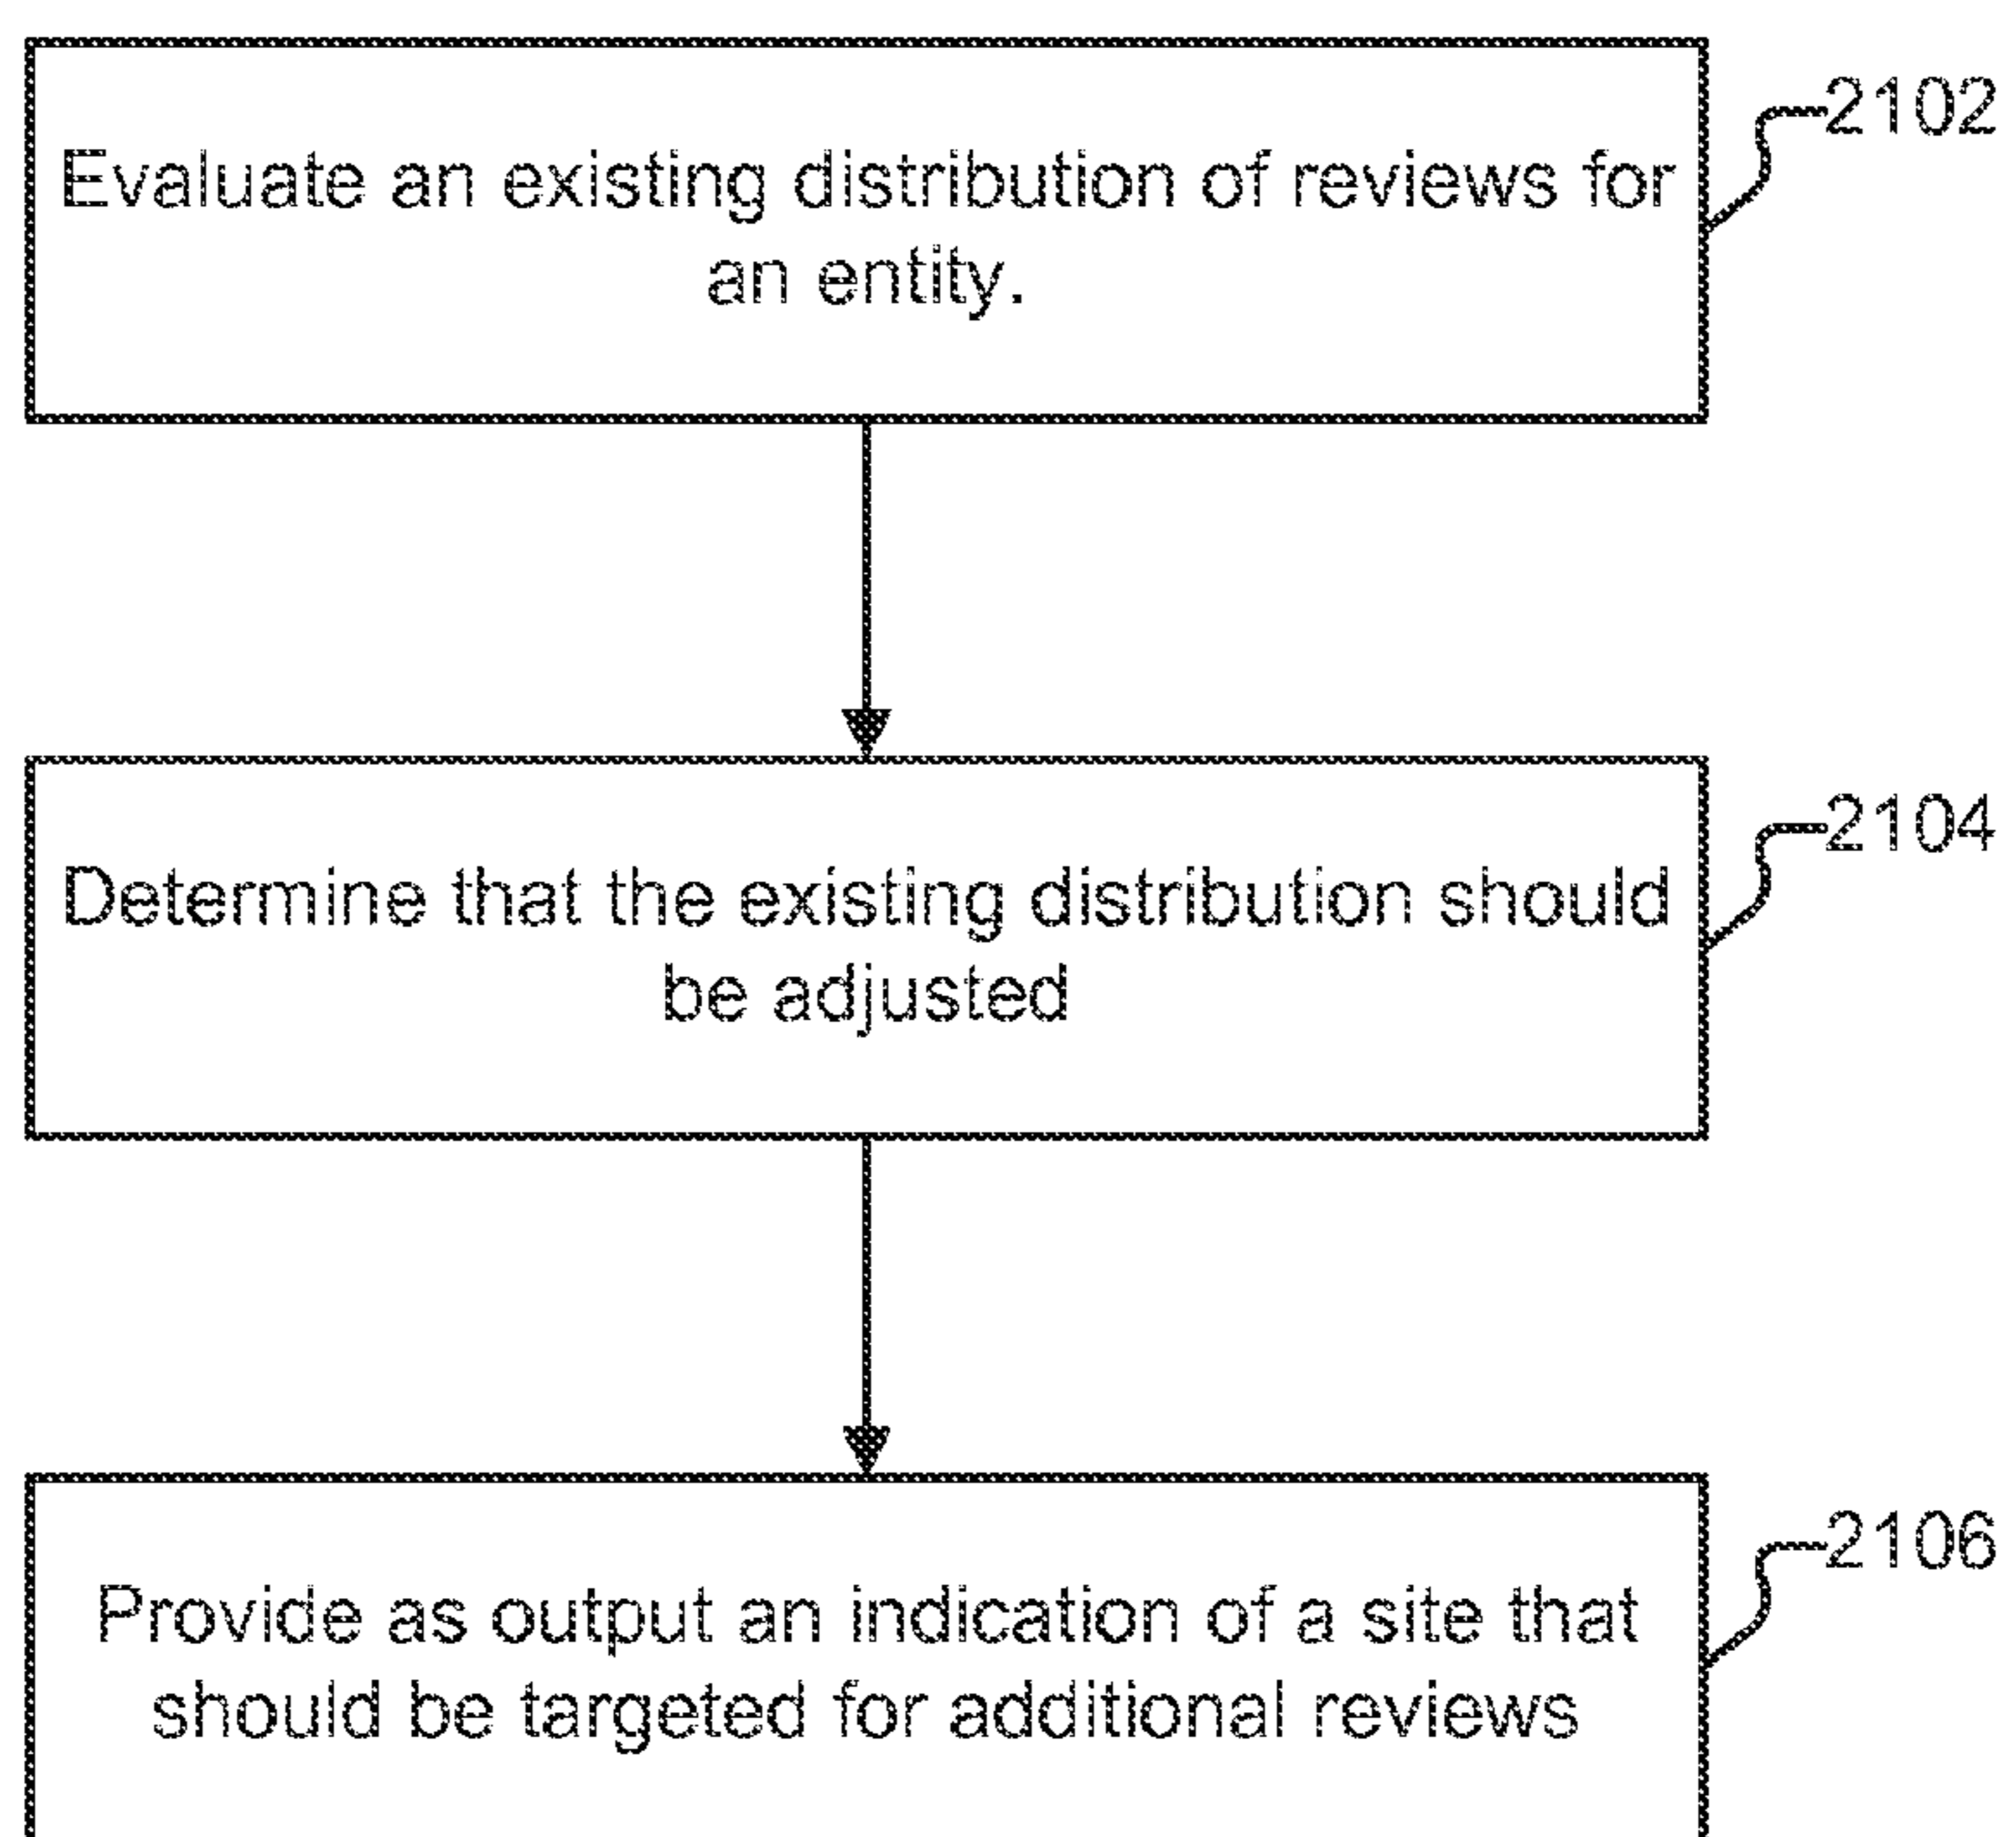 Evaluate an existing distribution of reviews for
an entity.
2102
Determine that the existing distribution should
be adjusted
2104
Provide as output an indication of a site that
should be targeted for additional reviews
2106